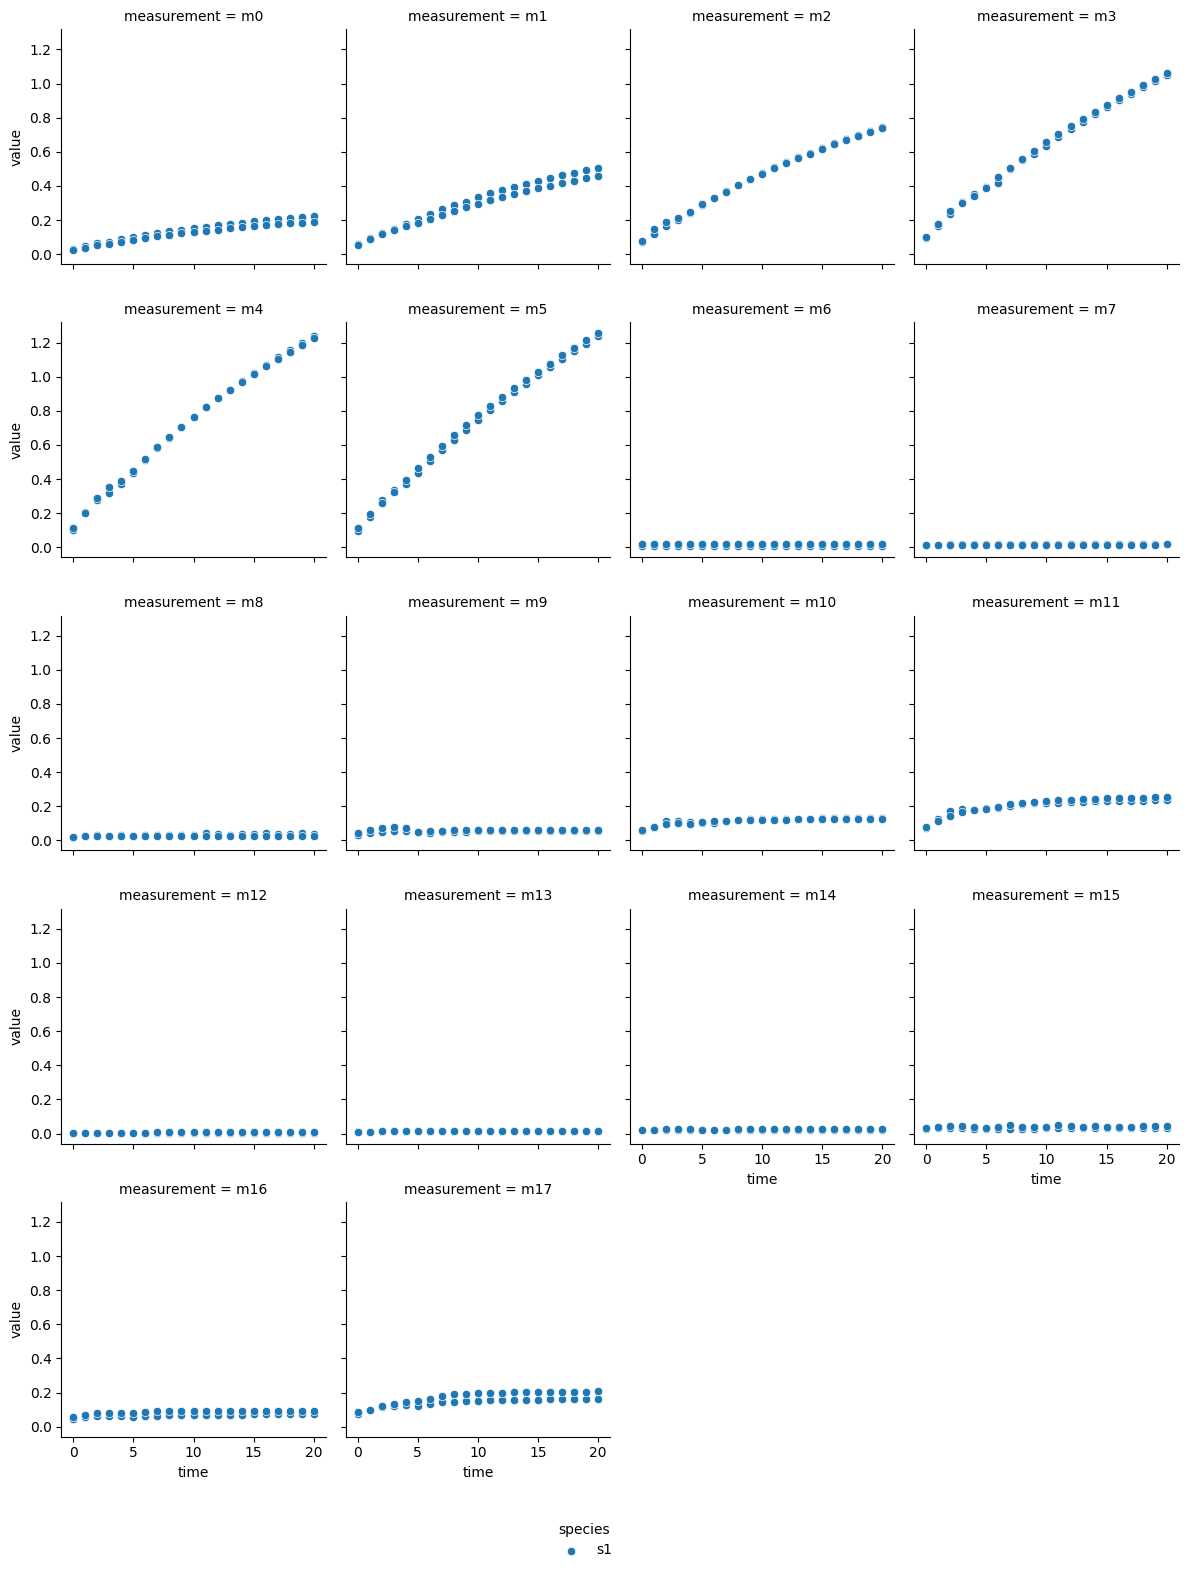 measurement = m0
measurement = m1
measurement = m2
measurement = m3
1.2
1.0
0.8
0.6
0.4
0.2
0.0
value
measurement = m4
measurement = m5
measurement = m6
measurement = m7
1.2
1.0
0.8
0.6
0.4
0.2
0.0
value
measurement = m8
measurement = m9
measurement = m10
measurement = m11
1.2
1.0
0.8
0.6
0.4
0.2
0.0
value
measurement = m12
measurement = m13
measurement = m14
measurement = m15
1.2
1.0
0.8
0.6
0.4
0.2
0.0
value
0 5 10 15 20
time
0 5 10 15 20
time
measurement = m16
measurement = m17
1.2
1.0
0.8
0.6
0.4
0.2
0.0
value
0 5 10 15 20
time
0 5 10 15 20
time
species
s1